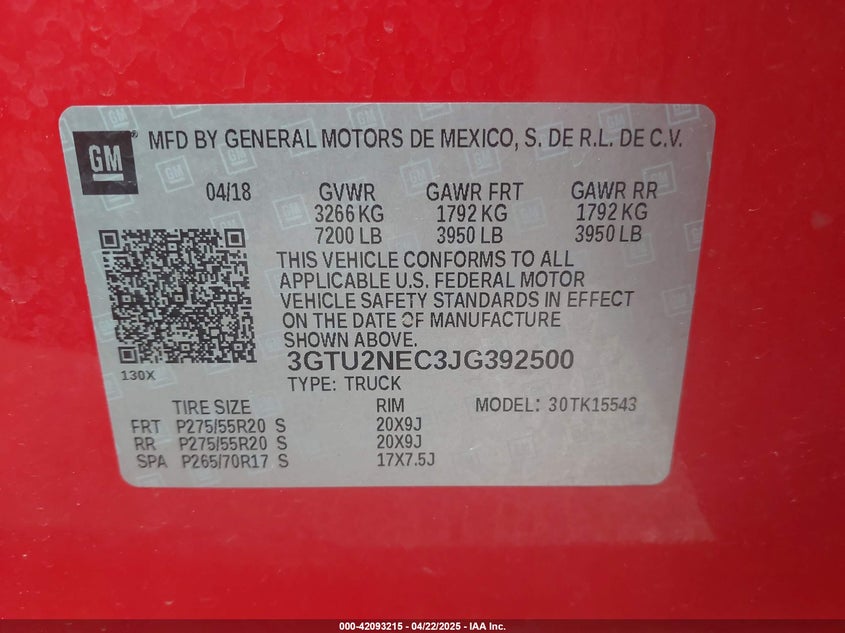 GM
MFD BY GENERAL MOTORS DE MEXICO, S. DE R.L. DE C.V.
04/18 GVWR GAWR FRT GAWR RR
3266 KG 1792 KG 1792 KG
7200 LB 3950 LB 3950 LB
THIS VEHICLE CONFORMS TO ALL
APPLICABLE U.S. FEDERAL MOTOR
VEHICLE SAFETY STANDARDS IN EFFECT
ON THE DATE OF MANUFACTURE
SHOWN ABOVE.
3GTU2NEC3JG392500
130X
TYPE: TRUCK
TIRE SIZE RIM MODEL: 30TK15543
FRT P275/55R20 S 20X9J
RR P275/55R20 S 20X9J
SPA P265/70R17 S 17X7.5J
000-42093215 - 04/22/2025 - IAA Inc.